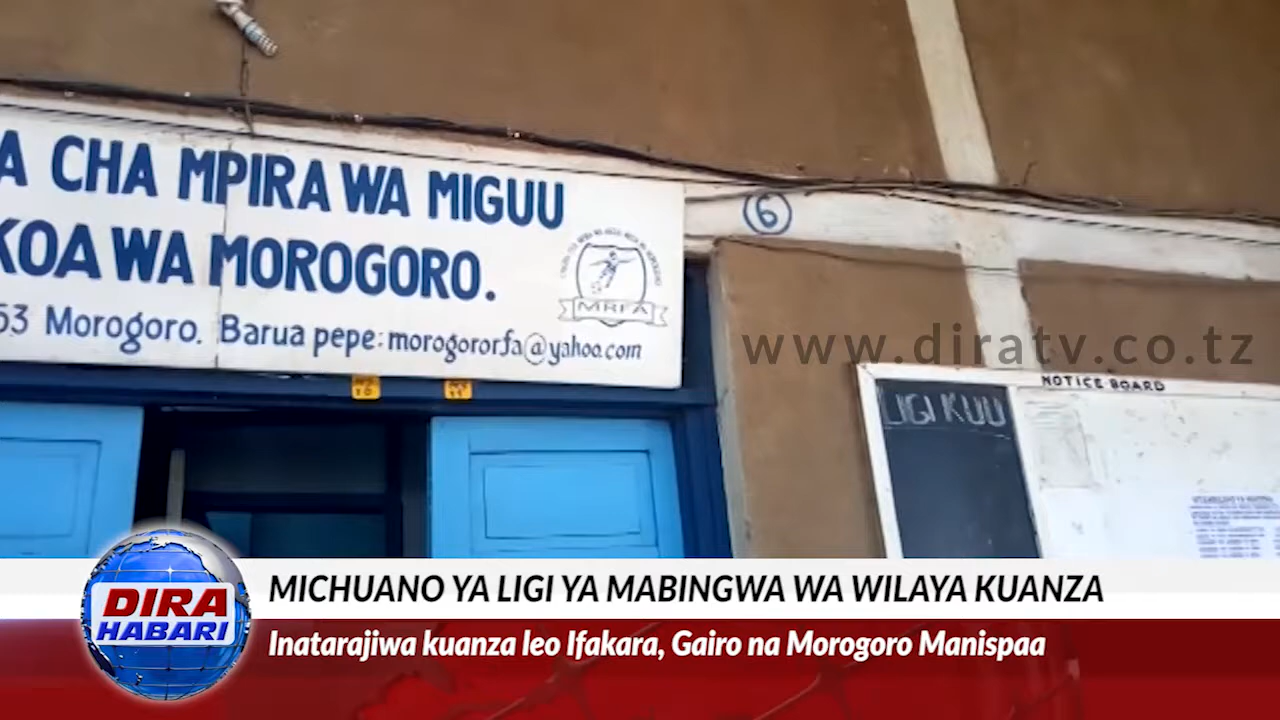 A CHA MPIRA WA MIGUU
KOA WA MOROGORO.
53 Morogoro. Barua pepe: morogororfa@yahoo.com
MRFA
6
www.diratv.co.tz
NOTICE BOARD
LIGI KUU
DIRA
HABARI
MICHUANO YA LIGI YA MABINGWA WA WILAYA KUANZA
Inatarajiwa kuanza leo Ifakara, Gairo na Morogoro Manispaa